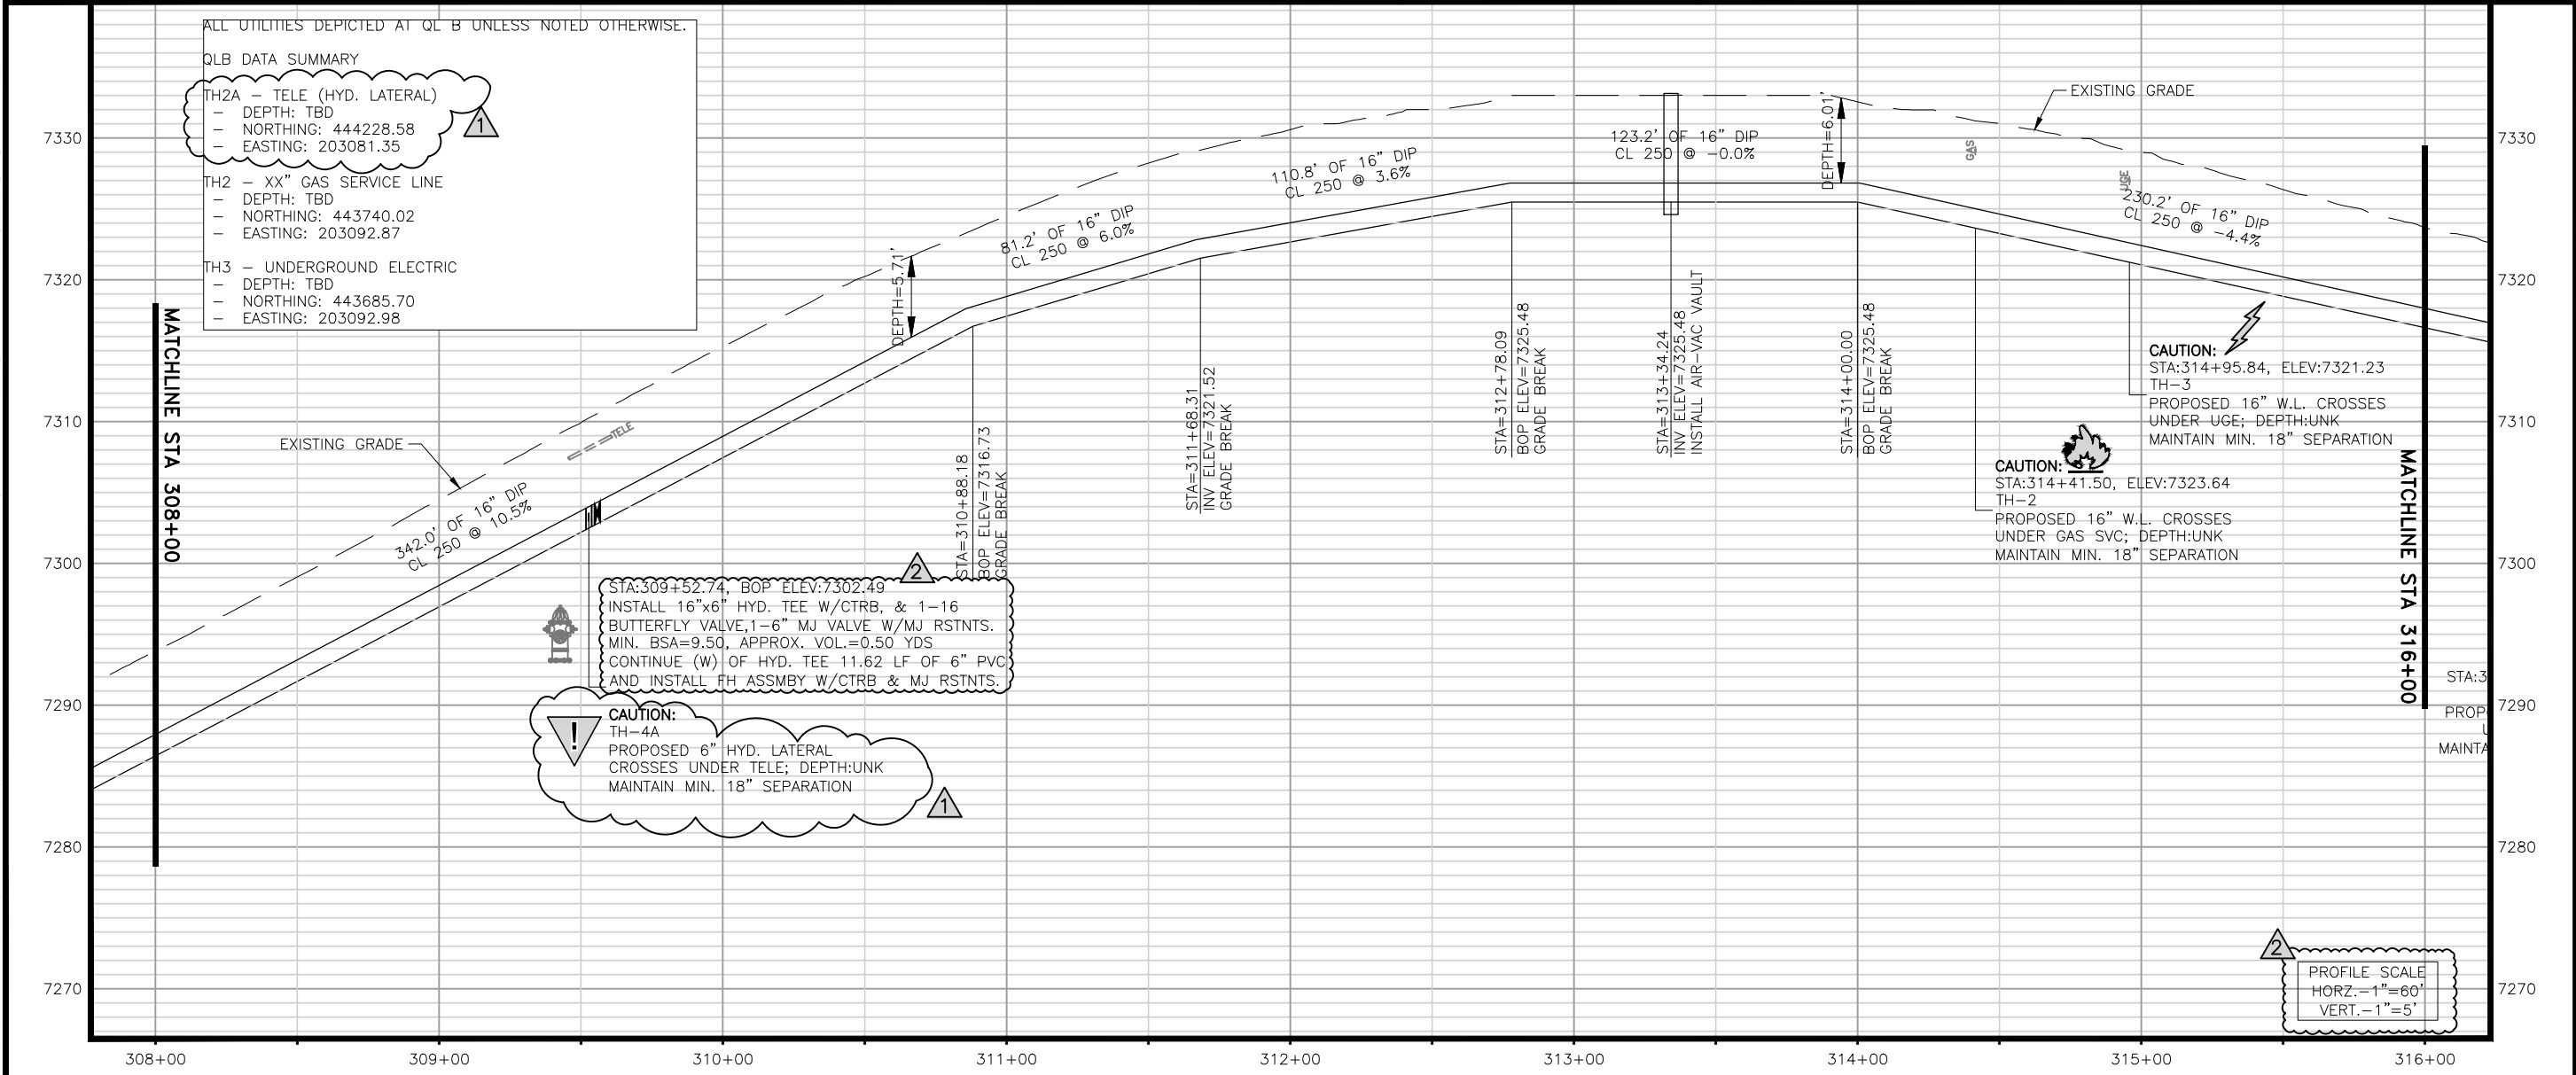 ALL UTILITIES DEPICTED AT QL B UNLESS NOTED OTHERWISE.
QLB DATA SUMMARY
TH2A – TELE (HYD. LATERAL)
– DEPTH: TBD
– NORTHING: 444228.58
– EASTING: 203081.35
1
TH2 – XX" GAS SERVICE LINE
– DEPTH: TBD
– NORTHING: 443740.02
– EASTING: 203092.87
TH3 – UNDERGROUND ELECTRIC
– DEPTH: TBD
– NORTHING: 443685.70
– EASTING: 203092.98
7330
7320
7310
7300
7290
7280
7270
MATCHLINE STA 308+00
EXISTING GRADE
TELE
342.0' OF 16" DIP
CL 250 @ 10.5%
DEPTH=5.71'
81.2' OF 16" DIP
CL 250 @ 6.0%
110.8' OF 16" DIP
CL 250 @ 3.6%
123.2' OF 16" DIP
CL 250 @ –0.0%
DEPTH=6.01'
EXISTING GRADE
GAS
UGE
230.2' OF 16" DIP
CL 250 @ –4.4%
STA=310+88.18
BOP ELEV=7316.73
GRADE BREAK
STA=311+68.31
INV ELEV=7321.52
GRADE BREAK
STA=312+78.09
BOP ELEV=7325.48
GRADE BREAK
STA=313+34.24
INV ELEV=7325.48
INSTALL AIR–VAC VAULT
STA=314+00.00
BOP ELEV=7325.48
GRADE BREAK
CAUTION:
STA:314+95.84, ELEV:7321.23
TH–3
PROPOSED 16" W.L. CROSSES
UNDER UGE; DEPTH:UNK
MAINTAIN MIN. 18" SEPARATION
CAUTION:
STA:314+41.50, ELEV:7323.64
TH–2
PROPOSED 16" W.L. CROSSES
UNDER GAS SVC; DEPTH:UNK
MAINTAIN MIN. 18" SEPARATION
MATCHLINE STA 316+00
2
STA:309+52.74, BOP ELEV:7302.49
INSTALL 16"x6" HYD. TEE W/CTRB, & 1–16
BUTTERFLY VALVE,1–6" MJ VALVE W/MJ RSTNTS.
MIN. BSA=9.50, APPROX. VOL.=0.50 YDS
CONTINUE (W) OF HYD. TEE 11.62 LF OF 6" PVC
AND INSTALL FH ASSMBY W/CTRB & MJ RSTNTS.
!
CAUTION:
TH–4A
PROPOSED 6" HYD. LATERAL
CROSSES UNDER TELE; DEPTH:UNK
MAINTAIN MIN. 18" SEPARATION
1
STA:3
PROP
MAINTA
2
PROFILE SCALE
HORZ.–1"=60'
VERT.–1"=5'
7330
7320
7310
7300
7290
7280
7270
308+00
309+00
310+00
311+00
312+00
313+00
314+00
315+00
316+00